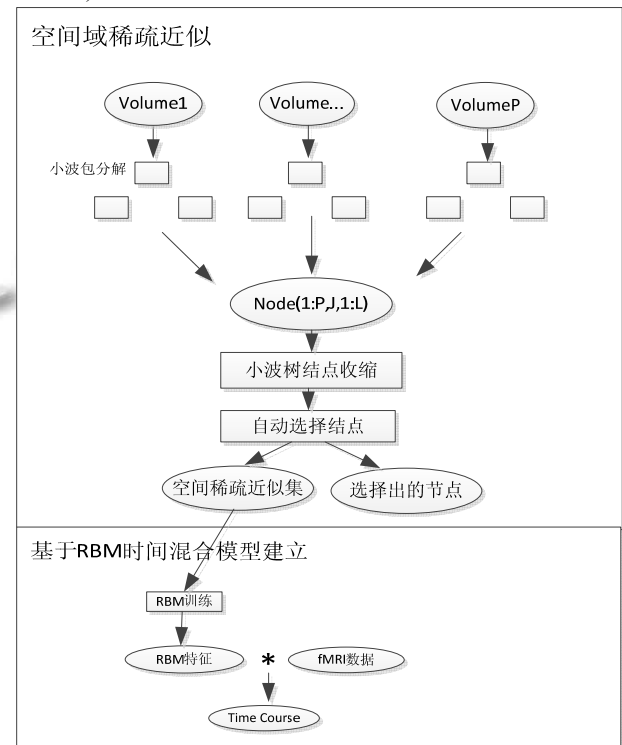 空间域稀疏近似
Volume1
Volume...
VolumeP
小波包分解
Node(1:P,J,1:L)
小波树结点收缩
自动选择结点
空间稀疏近似集
选择出的节点
基于RBM时间混合模型建立
RBM训练
RBM特征
*
fMRI数据
Time Course